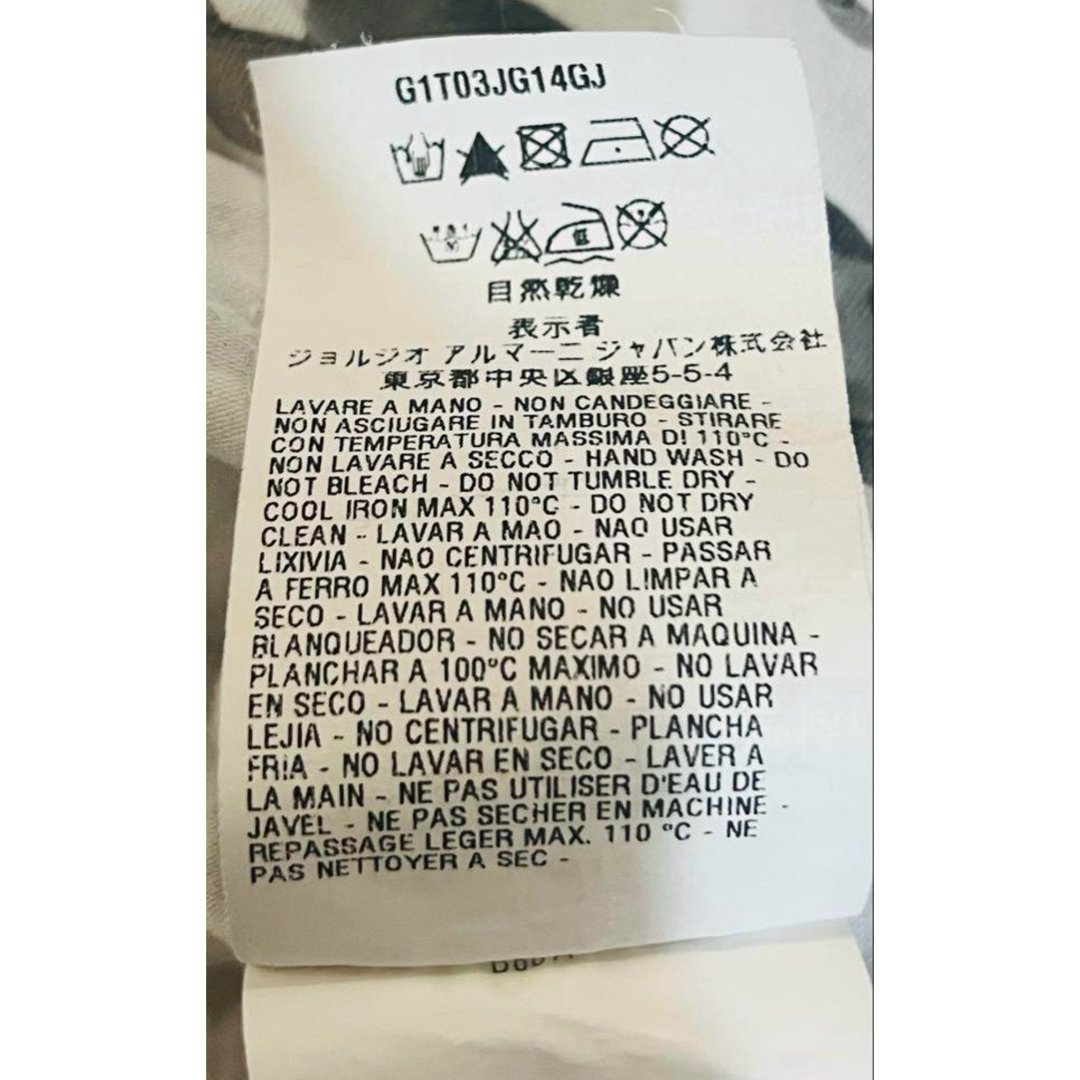 G1T03JG14GJ
低
自然乾燥
表示者
ジョルジオ アルマーニ ジャパン株式会社
東京都中央区銀座5-5-4
LAVARE A MANO - NON CANDEGGIARE -
NON ASCIUGARE IN TAMBURO - STIRARE
CON TEMPERATURA MASSIMA DI 110°C -
NON LAVARE A SECCO - HAND WASH - DO
NOT BLEACH - DO NOT TUMBLE DRY -
COOL IRON MAX 110°C - DO NOT DRY
CLEAN - LAVAR A MAO - NAO USAR
LIXIVIA - NAO CENTRIFUGAR - PASSAR
A FERRO MAX 110°C - NAO LIMPAR A
SECO - LAVAR A MANO - NO USAR
BLANQUEADOR - NO SECAR A MAQUINA -
PLANCHAR A 100°C MAXIMO - NO LAVAR
EN SECO - LAVAR A MANO - NO USAR
LEJIA - NO CENTRIFUGAR - PLANCHA
FRIA - NO LAVAR EN SECO - LAVER A
LA MAIN - NE PAS UTILISER D'EAU DE
JAVEL - NE PAS SECHER EN MACHINE -
REPASSAGE LEGER MAX. 110 °C - NE
PAS NETTOYER A SEC -